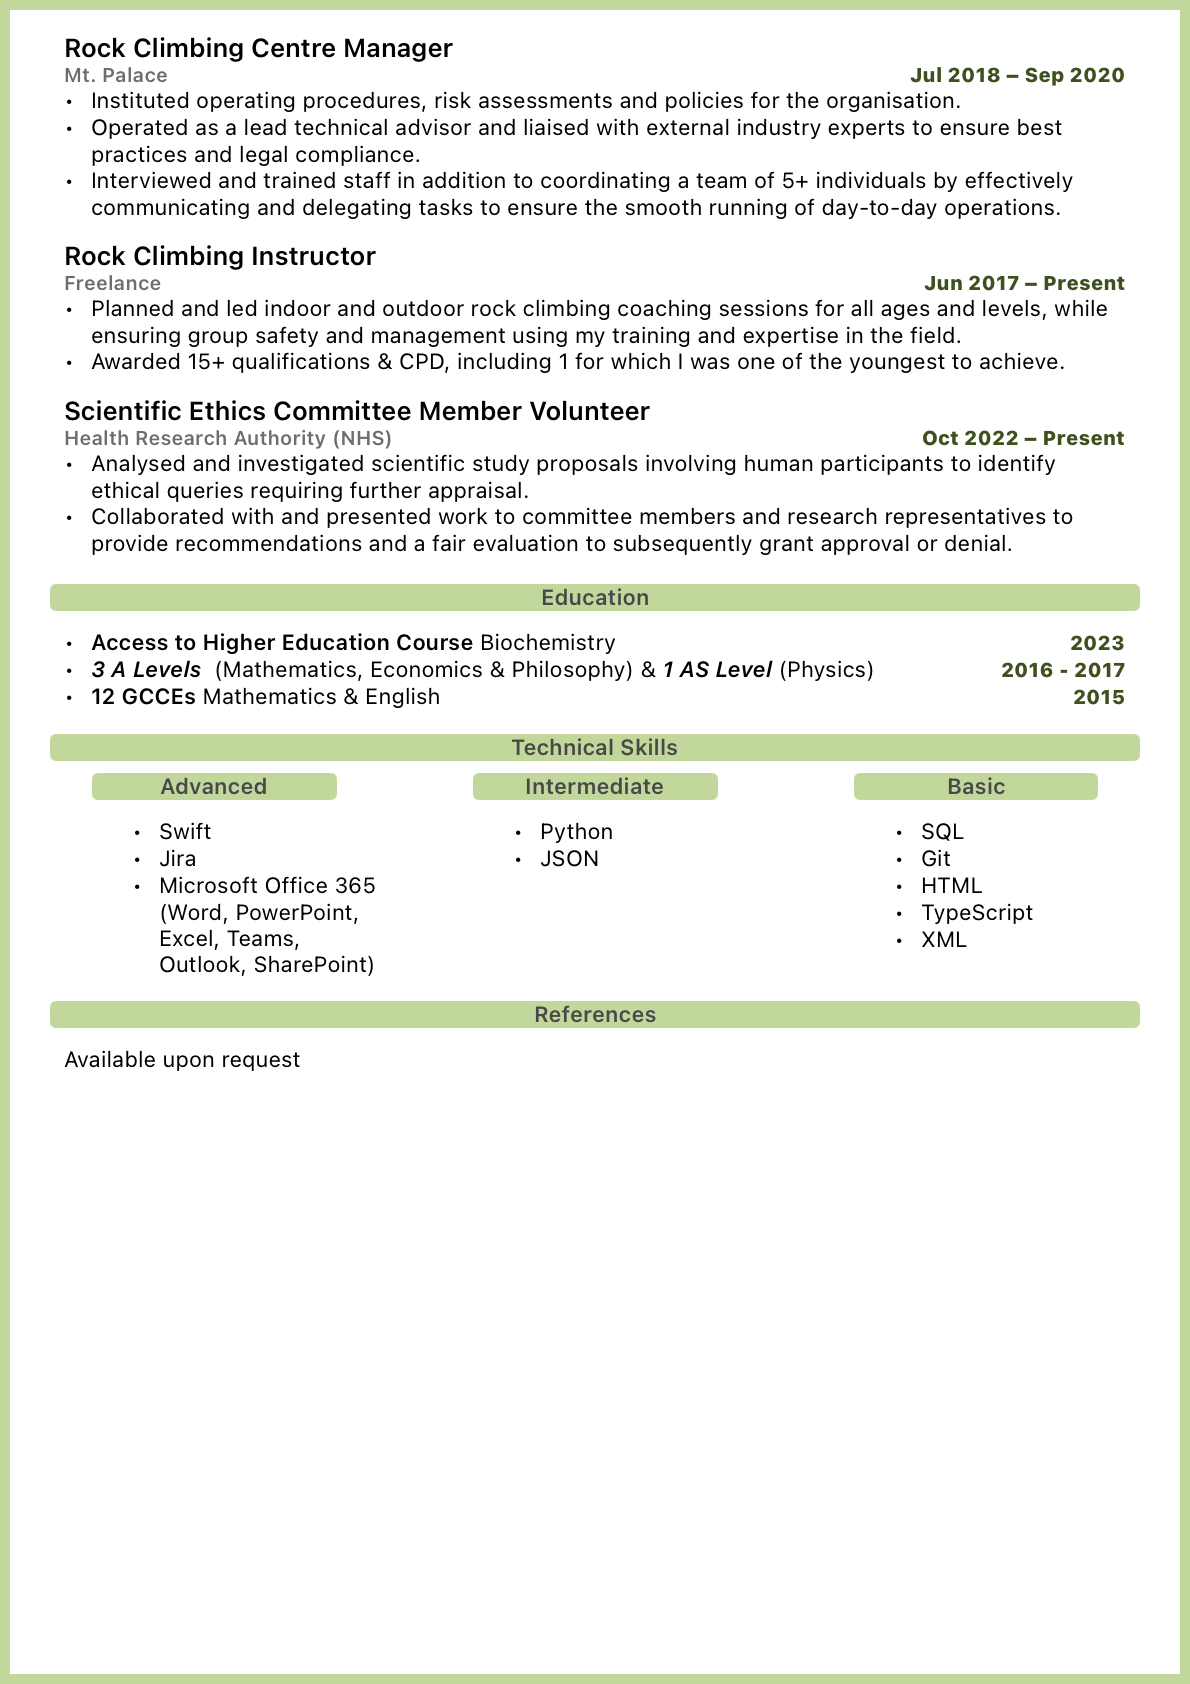 Rock Climbing Centre Manager
Mt. Palace Jul 2018 – Sep 2020
• Instituted operating procedures, risk assessments and policies for the organisation.
• Operated as a lead technical advisor and liaised with external industry experts to ensure best
practices and legal compliance.
• Interviewed and trained staff in addition to coordinating a team of 5+ individuals by effectively
communicating and delegating tasks to ensure the smooth running of day-to-day operations.
Rock Climbing Instructor
Freelance Jun 2017 – Present
• Planned and led indoor and outdoor rock climbing coaching sessions for all ages and levels, while
ensuring group safety and management using my training and expertise in the field.
• Awarded 15+ qualifications & CPD, including 1 for which I was one of the youngest to achieve.
Scientific Ethics Committee Member Volunteer
Health Research Authority (NHS) Oct 2022 – Present
• Analysed and investigated scientific study proposals involving human participants to identify
ethical queries requiring further appraisal.
• Collaborated with and presented work to committee members and research representatives to
provide recommendations and a fair evaluation to subsequently grant approval or denial.
Education
• Access to Higher Education Course Biochemistry 2023
• 3 A Levels (Mathematics, Economics & Philosophy) & 1 AS Level (Physics) 2016 - 2017
• 12 GCCEs Mathematics & English 2015
Technical Skills
Advanced
• Swift
• Jira
• Microsoft Office 365
(Word, PowerPoint,
Excel, Teams,
Outlook, SharePoint)
Intermediate
• Python
• JSON
Basic
• SQL
• Git
• HTML
• TypeScript
• XML
References
Available upon request